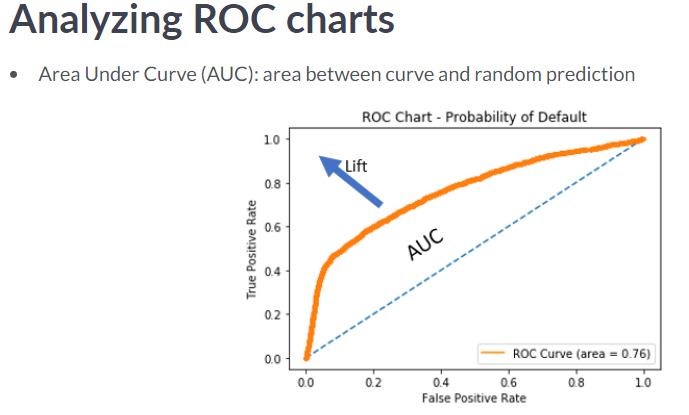 Analyzing ROC charts
• Area Under Curve (AUC): area between curve and random prediction
ROC Chart - Probability of Default
1.0
0.8
0.6
0.4
0.2
0.0
True Positive Rate
Lift
AUC
ROC Curve (area = 0.76)
0.0 0.2 0.4 0.6 0.8 1.0
False Positive Rate